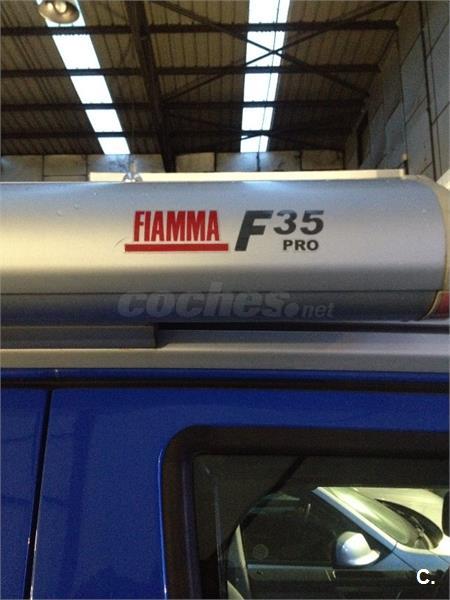 FIAMMA F35
PRO
coches.net
C.